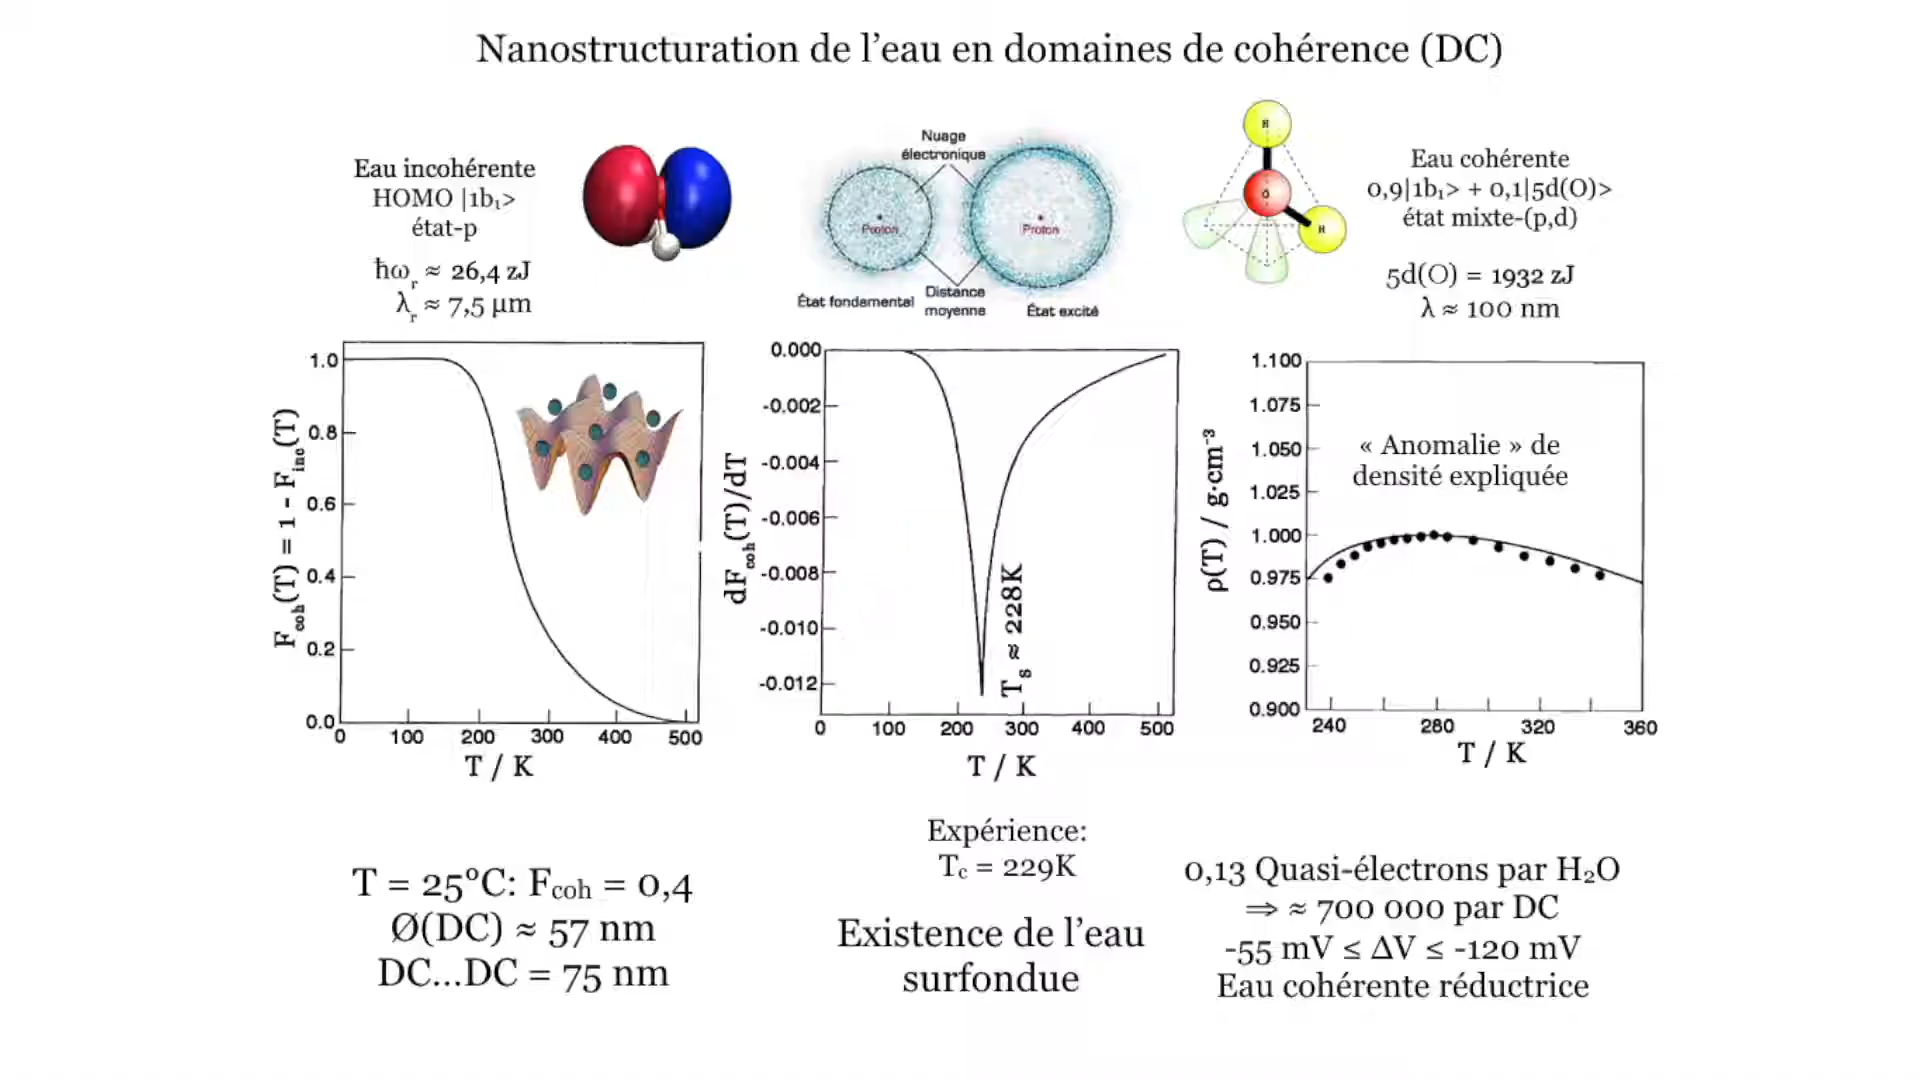 Nanostructuration de l’eau en domaines de cohérence (DC)
Eau incohérente
HOMO |1b₁>
état-p
ħωᵣ ≈ 26,4 zJ
λᵣ ≈ 7,5 µm
Nuage
électronique
Proton
Proton
État fondamental
Distance
moyenne
État excité
H
O
H
Eau cohérente
0,9|1b₁> + 0,1|5d(O)>
état mixte-(p,d)
5d(O) = 1932 zJ
λ ≈ 100 nm
F_coh(T) = 1 - F_inc(T)
1.0
0.8
0.6
0.4
0.2
0.0
0 100 200 300 400 500
T / K
dF_coh(T)/dT
0.000
-0.002
-0.004
-0.006
-0.008
-0.010
-0.012
T_s ≈ 228K
0 100 200 300 400 500
T / K
ρ(T) / g·cm⁻³
1.100
1.075
1.050
1.025
1.000
0.975
0.950
0.925
0.900
« Anomalie » de
densité expliquée
240 280 320 360
T / K
T = 25°C: F_coh = 0,4
Ø(DC) ≈ 57 nm
DC...DC = 75 nm
Expérience:
T_c = 229K
Existence de l’eau
surfondue
0,13 Quasi-électrons par H₂O
⇒ ≈ 700 000 par DC
-55 mV ≤ ΔV ≤ -120 mV
Eau cohérente réductrice